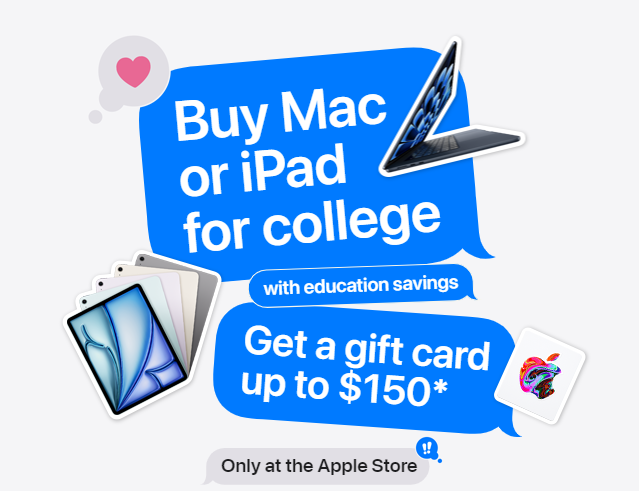 Buy Mac
or iPad
for college
with education savings
Get a gift card
up to $150*
!!
Only at the Apple Store